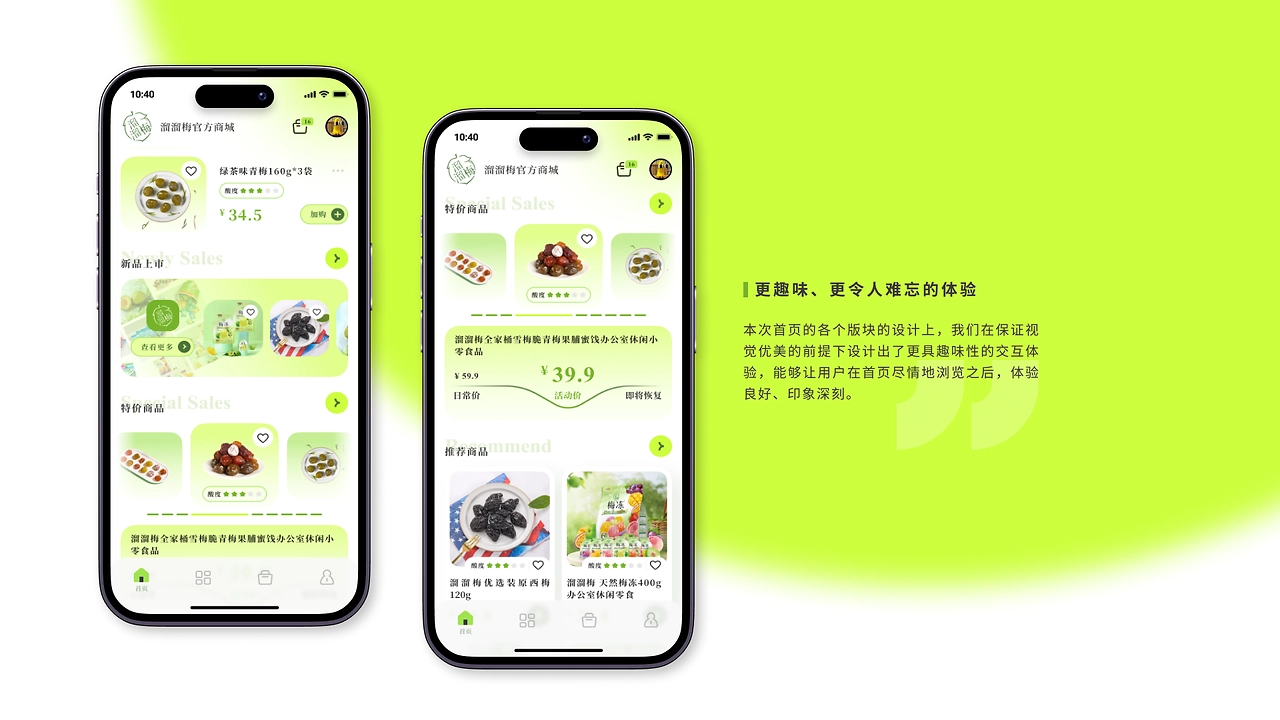 10:40
溜溜梅
溜溜梅官方商城
16
绿茶味青梅160g*3袋
酸度
¥ 34.5
加购
Newly Sales
新品上市
溜溜梅
梅冻
查看更多
Special Sales
特价商品
酸度
溜溜梅全家桶雪梅脆青梅果脯蜜饯办公室休闲小
零食品
首页
10:40
溜溜梅
溜溜梅官方商城
16
Special Sales
特价商品
酸度
溜溜梅全家桶雪梅脆青梅果脯蜜饯办公室休闲小
零食品
¥ 59.9
¥ 39.9
日常价
活动价
即将恢复
Recommend
推荐商品
梅冻
酸度
酸度
溜溜梅优选装原西梅
120g
溜溜梅 天然梅冻400g
办公室休闲零食
首页
更趣味、更令人难忘的体验
本次首页的各个版块的设计上，我们在保证视
觉优美的前提下设计出了更具趣味性的交互体
验，能够让用户在首页尽情地浏览之后，体验
良好、印象深刻。